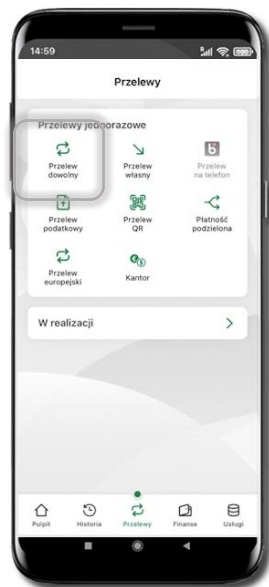 14:59
Przelewy
Przelewy jednorazowe
Przelew
dowolny
Przelew
własny
Przelew
na telefon
Przelew
podatkowy
Przelew
QR
Płatność
podzielona
Przelew
europejski
Kantor
W realizacji
Pulpit
Historia
Przelewy
Finanse
Usługi